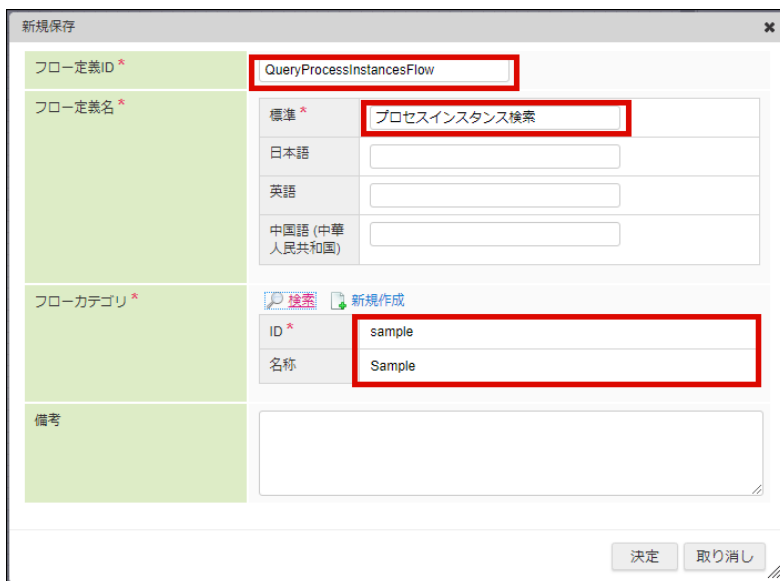 新規保存
フロー定義ID *
QueryProcessInstancesFlow
フロー定義名 *
標準 *
プロセスインスタンス検索
日本語
英語
中国語 (中華
人民共和国)
フローカテゴリ *
検索 新規作成
ID *
sample
名称
Sample
備考
決定 取り消し